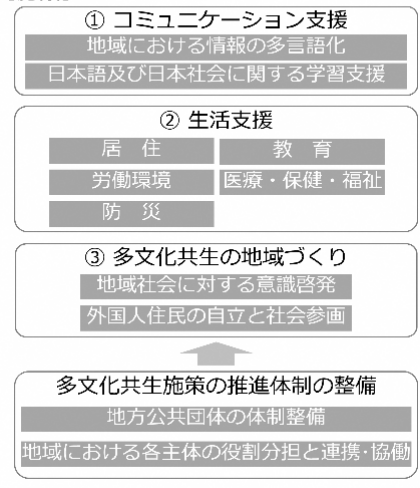 ① コミュニケーション支援
地域における情報の多言語化
日本語及び日本社会に関する学習支援
② 生活支援
居 住 教 育
労働環境 医療・保健・福祉
防 災
③ 多文化共生の地域づくり
地域社会に対する意識啓発
外国人住民の自立と社会参画
多文化共生施策の推進体制の整備
地方公共団体の体制整備
地域における各主体の役割分担と連携・協働